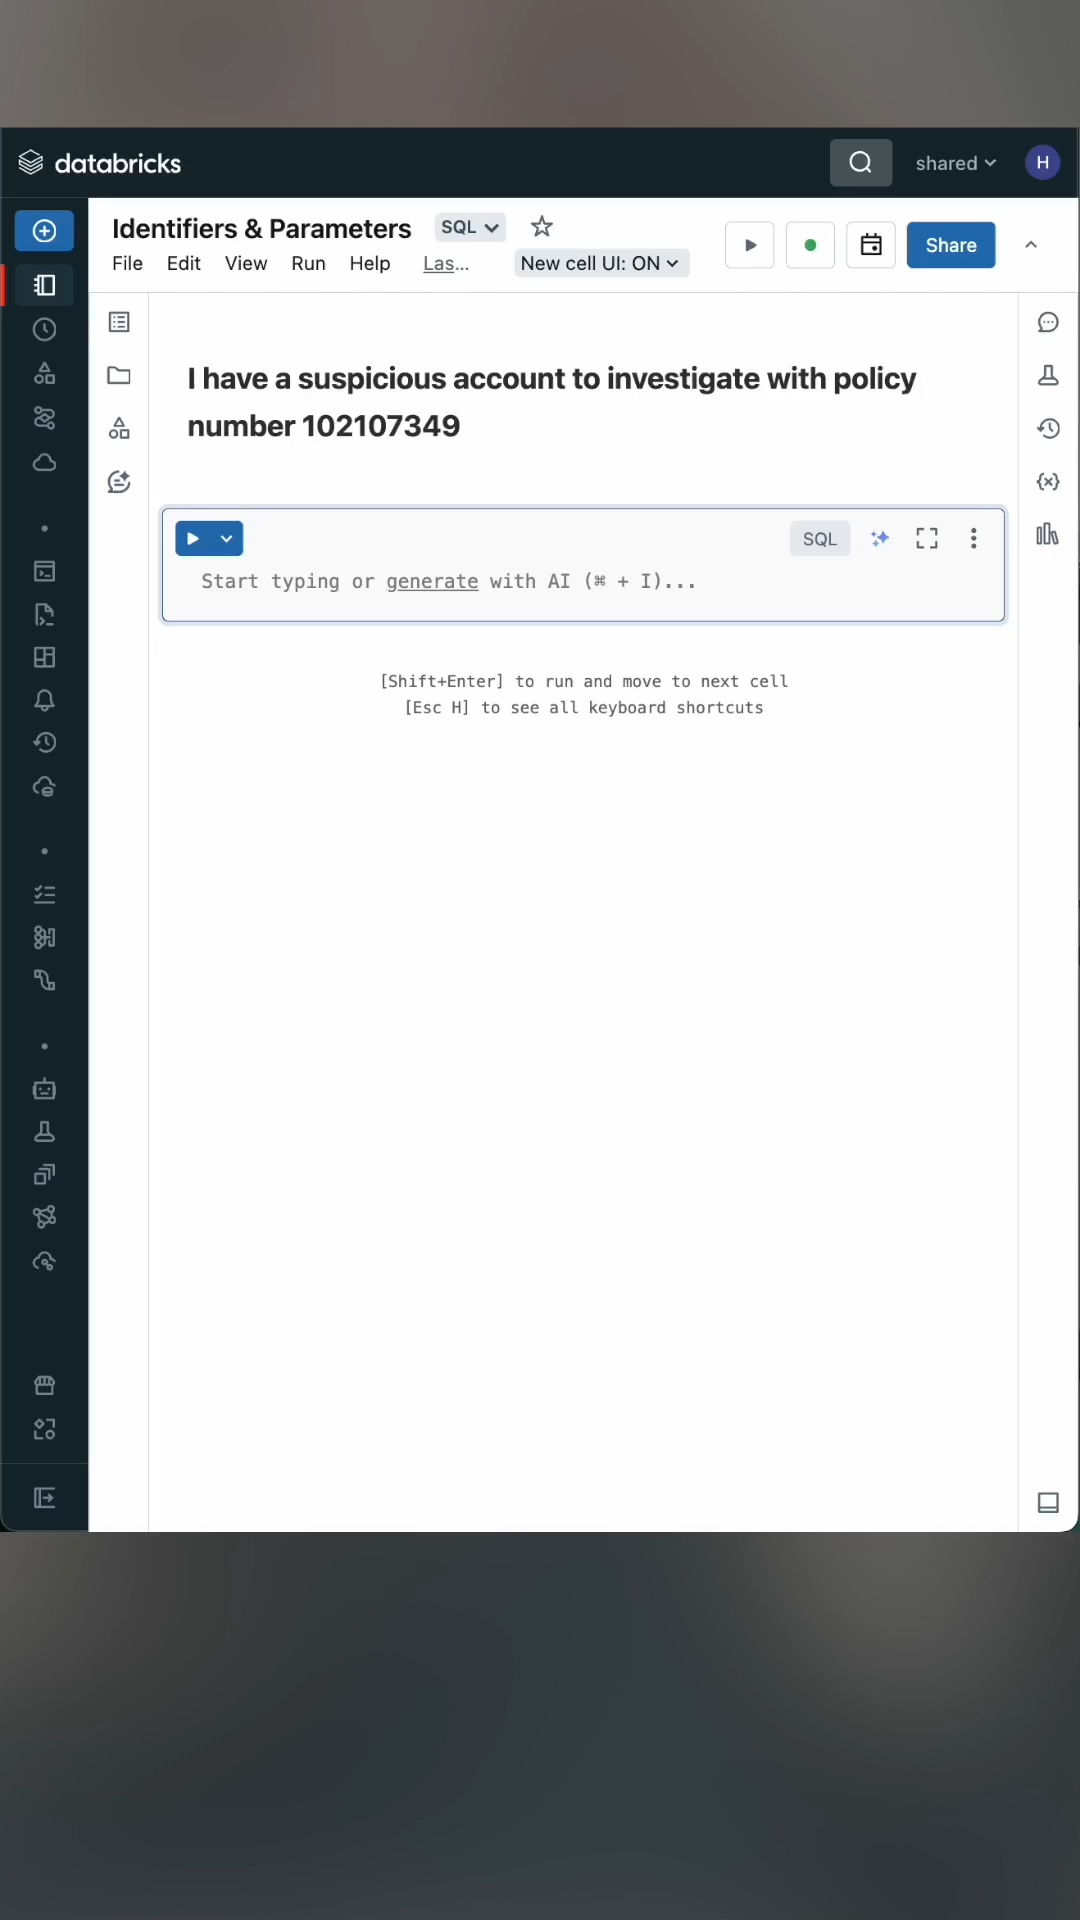 databricks
shared
H
Identifiers & Parameters
SQL
File Edit View Run Help Las...
New cell UI: ON
Share
I have a suspicious account to investigate with policy
number 102107349
SQL
Start typing or generate with AI (⌘ + I)...
[Shift+Enter] to run and move to next cell
[Esc H] to see all keyboard shortcuts